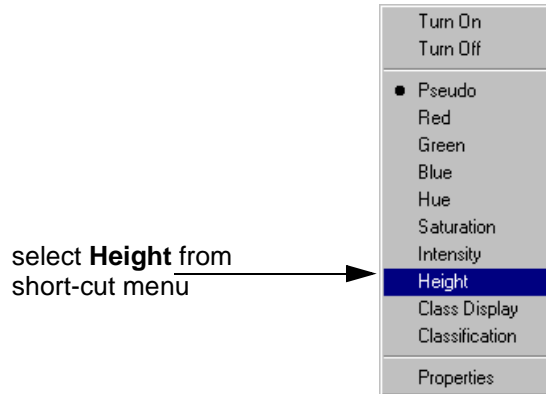 Turn On
Turn Off
Pseudo
Red
Green
Blue
Hue
Saturation
Intensity
Height
Class Display
Classification
Properties
select Height from
short-cut menu